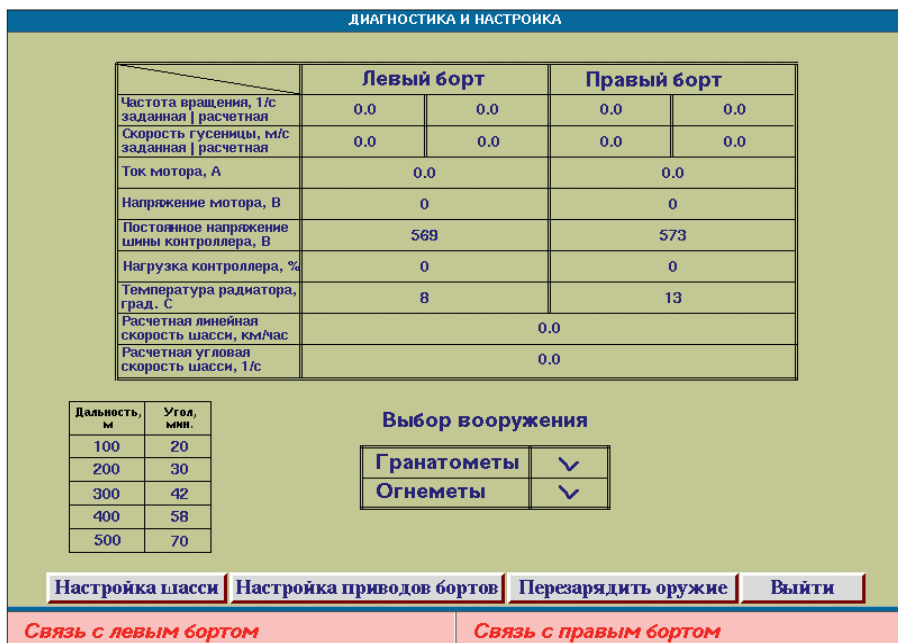 ДИАГНОСТИКА И НАСТРОЙКА
Левый борт Правый борт
Частота вращения, 1/с
заданная | расчетная 0.0 0.0 0.0 0.0
Скорость гусеницы, м/с
заданная | расчетная 0.0 0.0 0.0 0.0
Ток мотора, А 0.0 0.0
Напряжение мотора, В 0 0
Постоянное напряжение
шины контроллера, В 569 573
Нагрузка контроллера, % 0 0
Температура радиатора,
град. С 8 13
Расчетная линейная
скорость шасси, км/час 0.0
Расчетная угловая
скорость шасси, 1/с 0.0
Дальность, Угол,
м мин.
100 20
200 30
300 42
400 58
500 70
Выбор вооружения
Гранатометы
Огнеметы
Настройка шасси Настройка приводов бортов Перезарядить оружие Выйти
Связь с левым бортом Связь с правым бортом